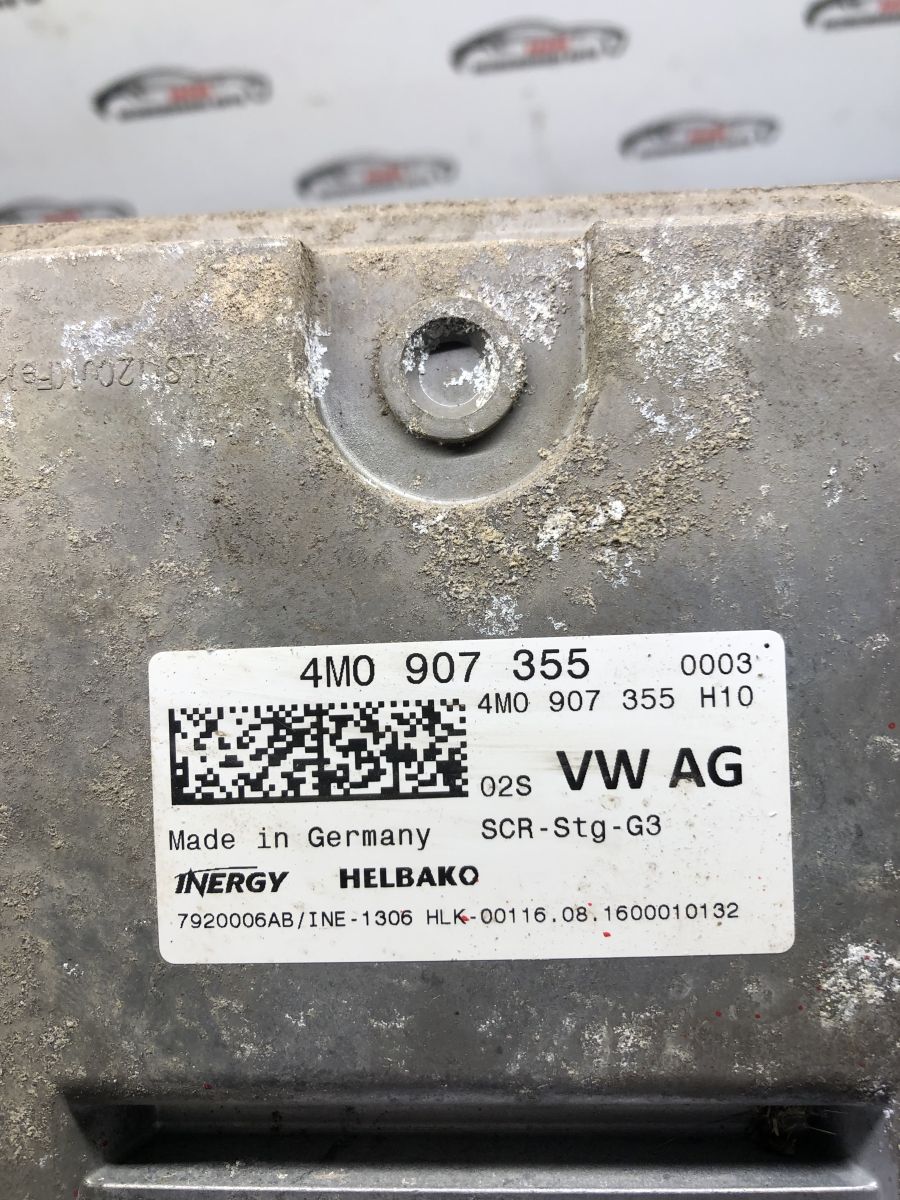 4M0 907 355 0003
4M0 907 355 H10
02S VW AG
Made in Germany SCR-Stg-G3
INERGY HELBAKO
7920006AB/INE-1306 HLK-00116.08.1600010132